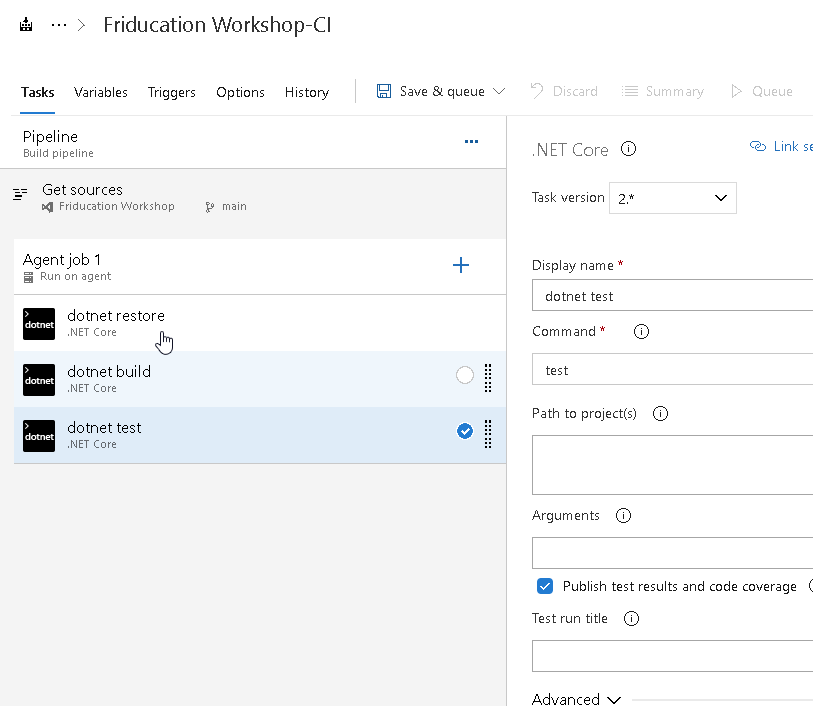 ··· > Friducation Workshop-CI
Tasks Variables Triggers Options History Save & queue Discard Summary Queue
Pipeline
Build pipeline
Get sources
Friducation Workshop main
Agent job 1
Run on agent
dotnet
dotnet restore
.NET Core
dotnet
dotnet build
.NET Core
dotnet
dotnet test
.NET Core
.NET Core Link
Task version 2.*
Display name *
dotnet test
Command *
test
Path to project(s)
Arguments
Publish test results and code coverage
Test run title
Advanced